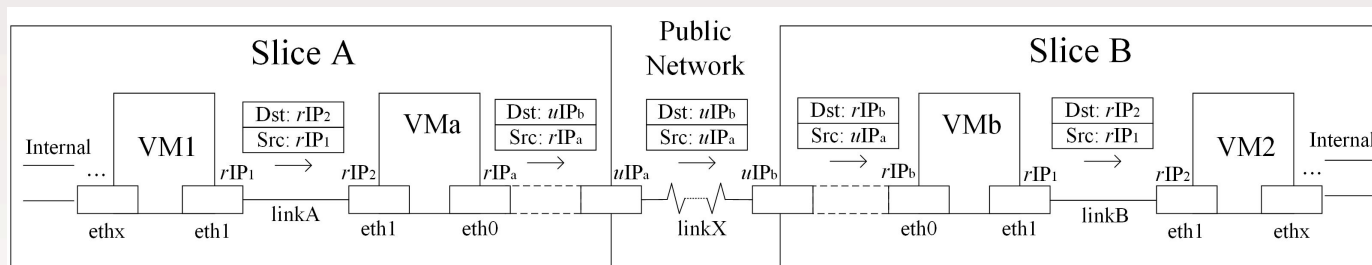 Slice A
Public
Network
Slice B
Internal
...
VM1
ethx
eth1
rIP1
Dst: rIP2
Src: rIP1
linkA
rIP2
VMa
eth1
eth0
rIPa
Dst: uIPb
Src: rIPa
uIPa
Dst: uIPb
Src: uIPa
linkX
uIPb
Dst: rIPb
Src: uIPa
rIPb
VMb
eth0
eth1
rIP1
Dst: rIP2
Src: rIP1
linkB
rIP2
VM2
eth1
ethx
...
Internal